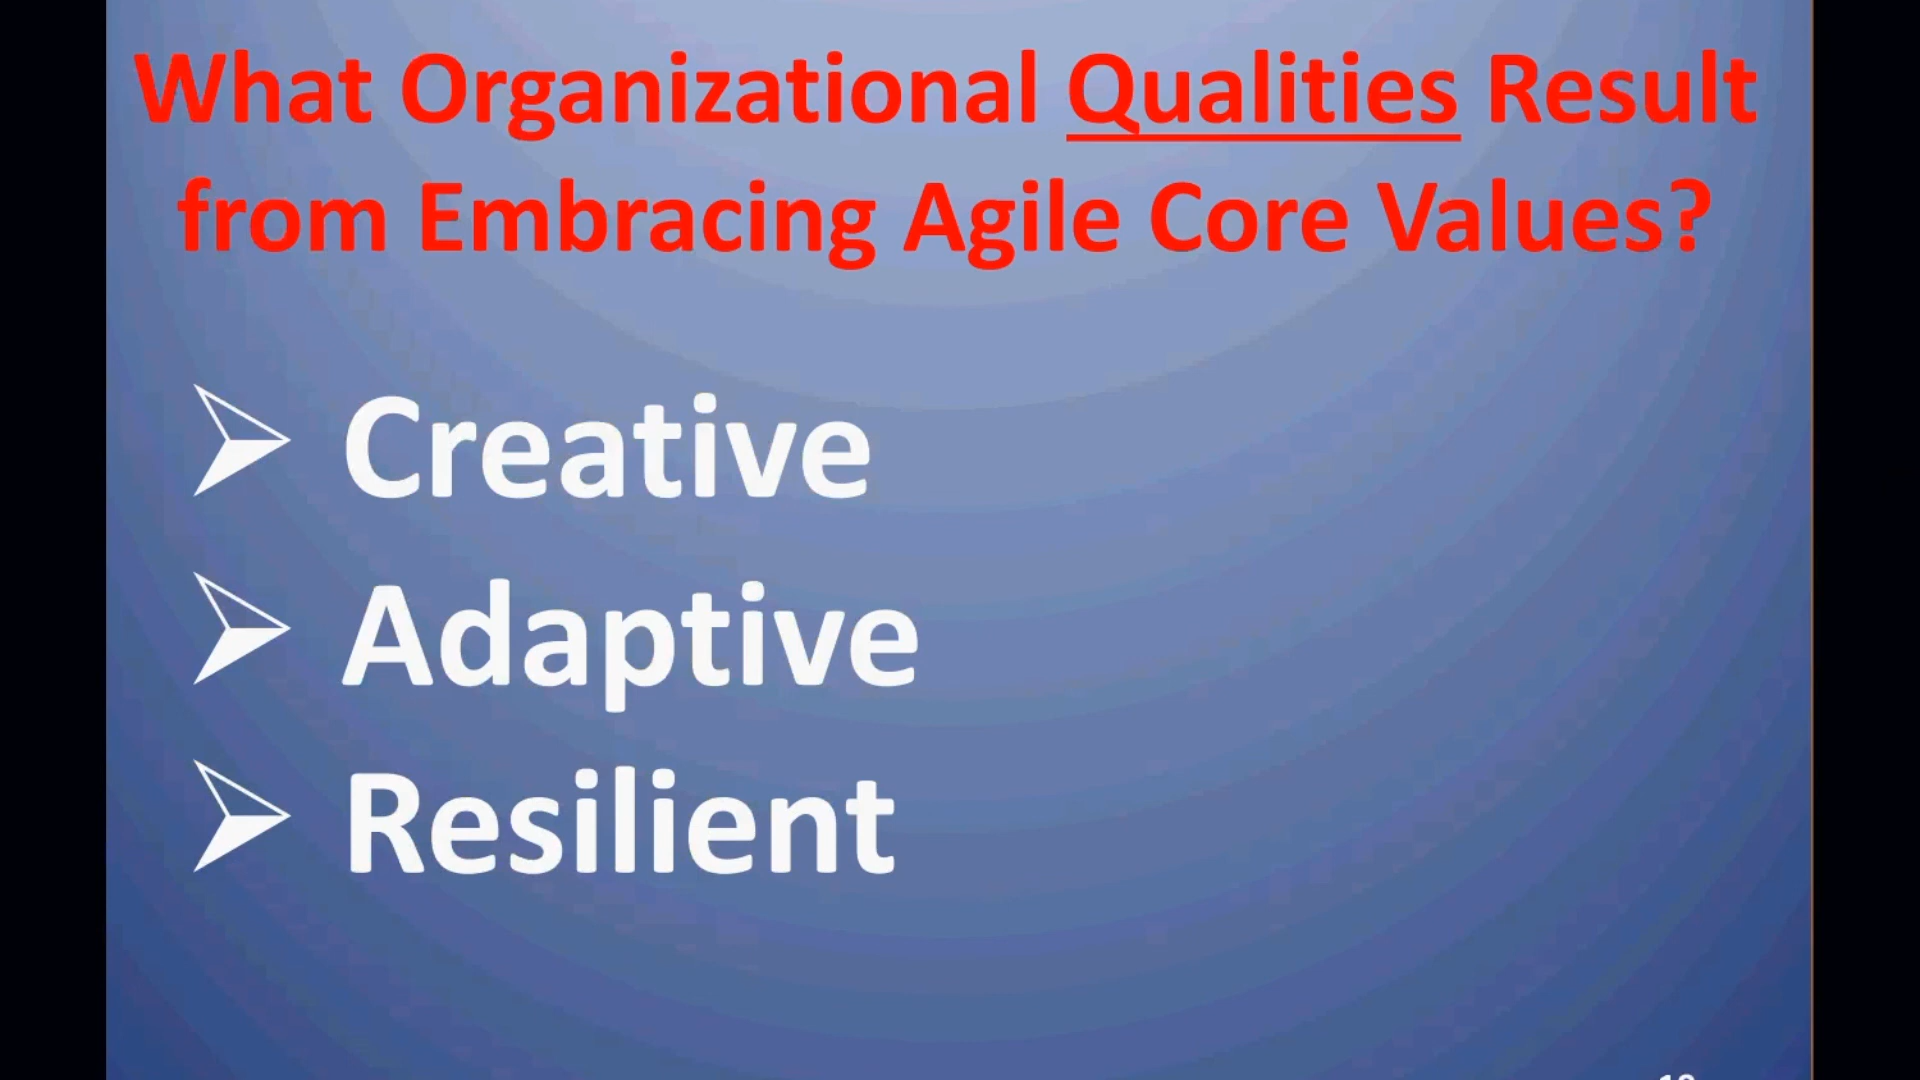 What Organizational Qualities Result
from Embracing Agile Core Values?
➢ Creative
➢ Adaptive
➢ Resilient